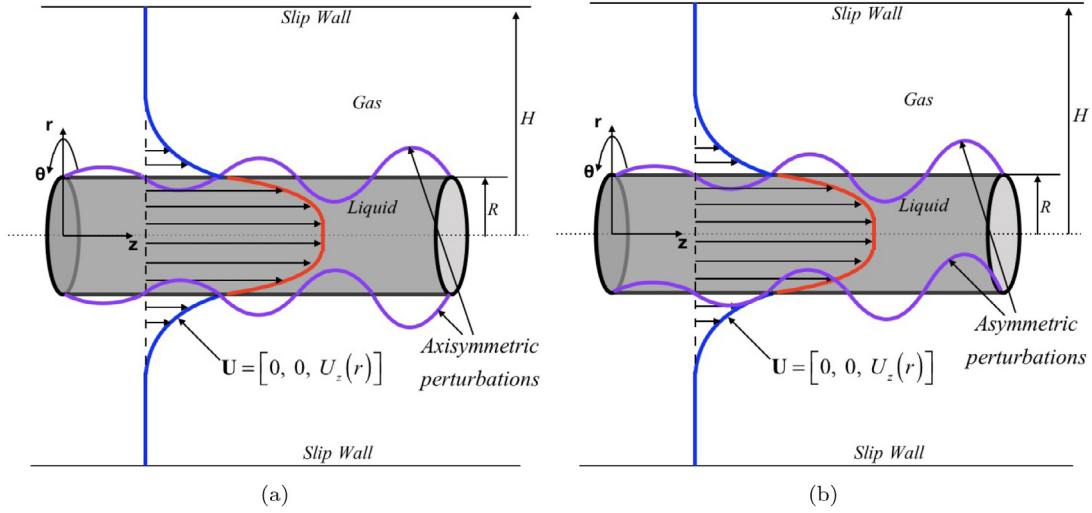 Slip Wall
Gas
H
r
θ
z
Liquid
R
Axisymmetric
perturbations
U = [0, 0, U_z(r)]
Slip Wall
(a)
Slip Wall
Gas
H
r
θ
z
Liquid
R
Asymmetric
perturbations
U = [0, 0, U_z(r)]
Slip Wall
(b)